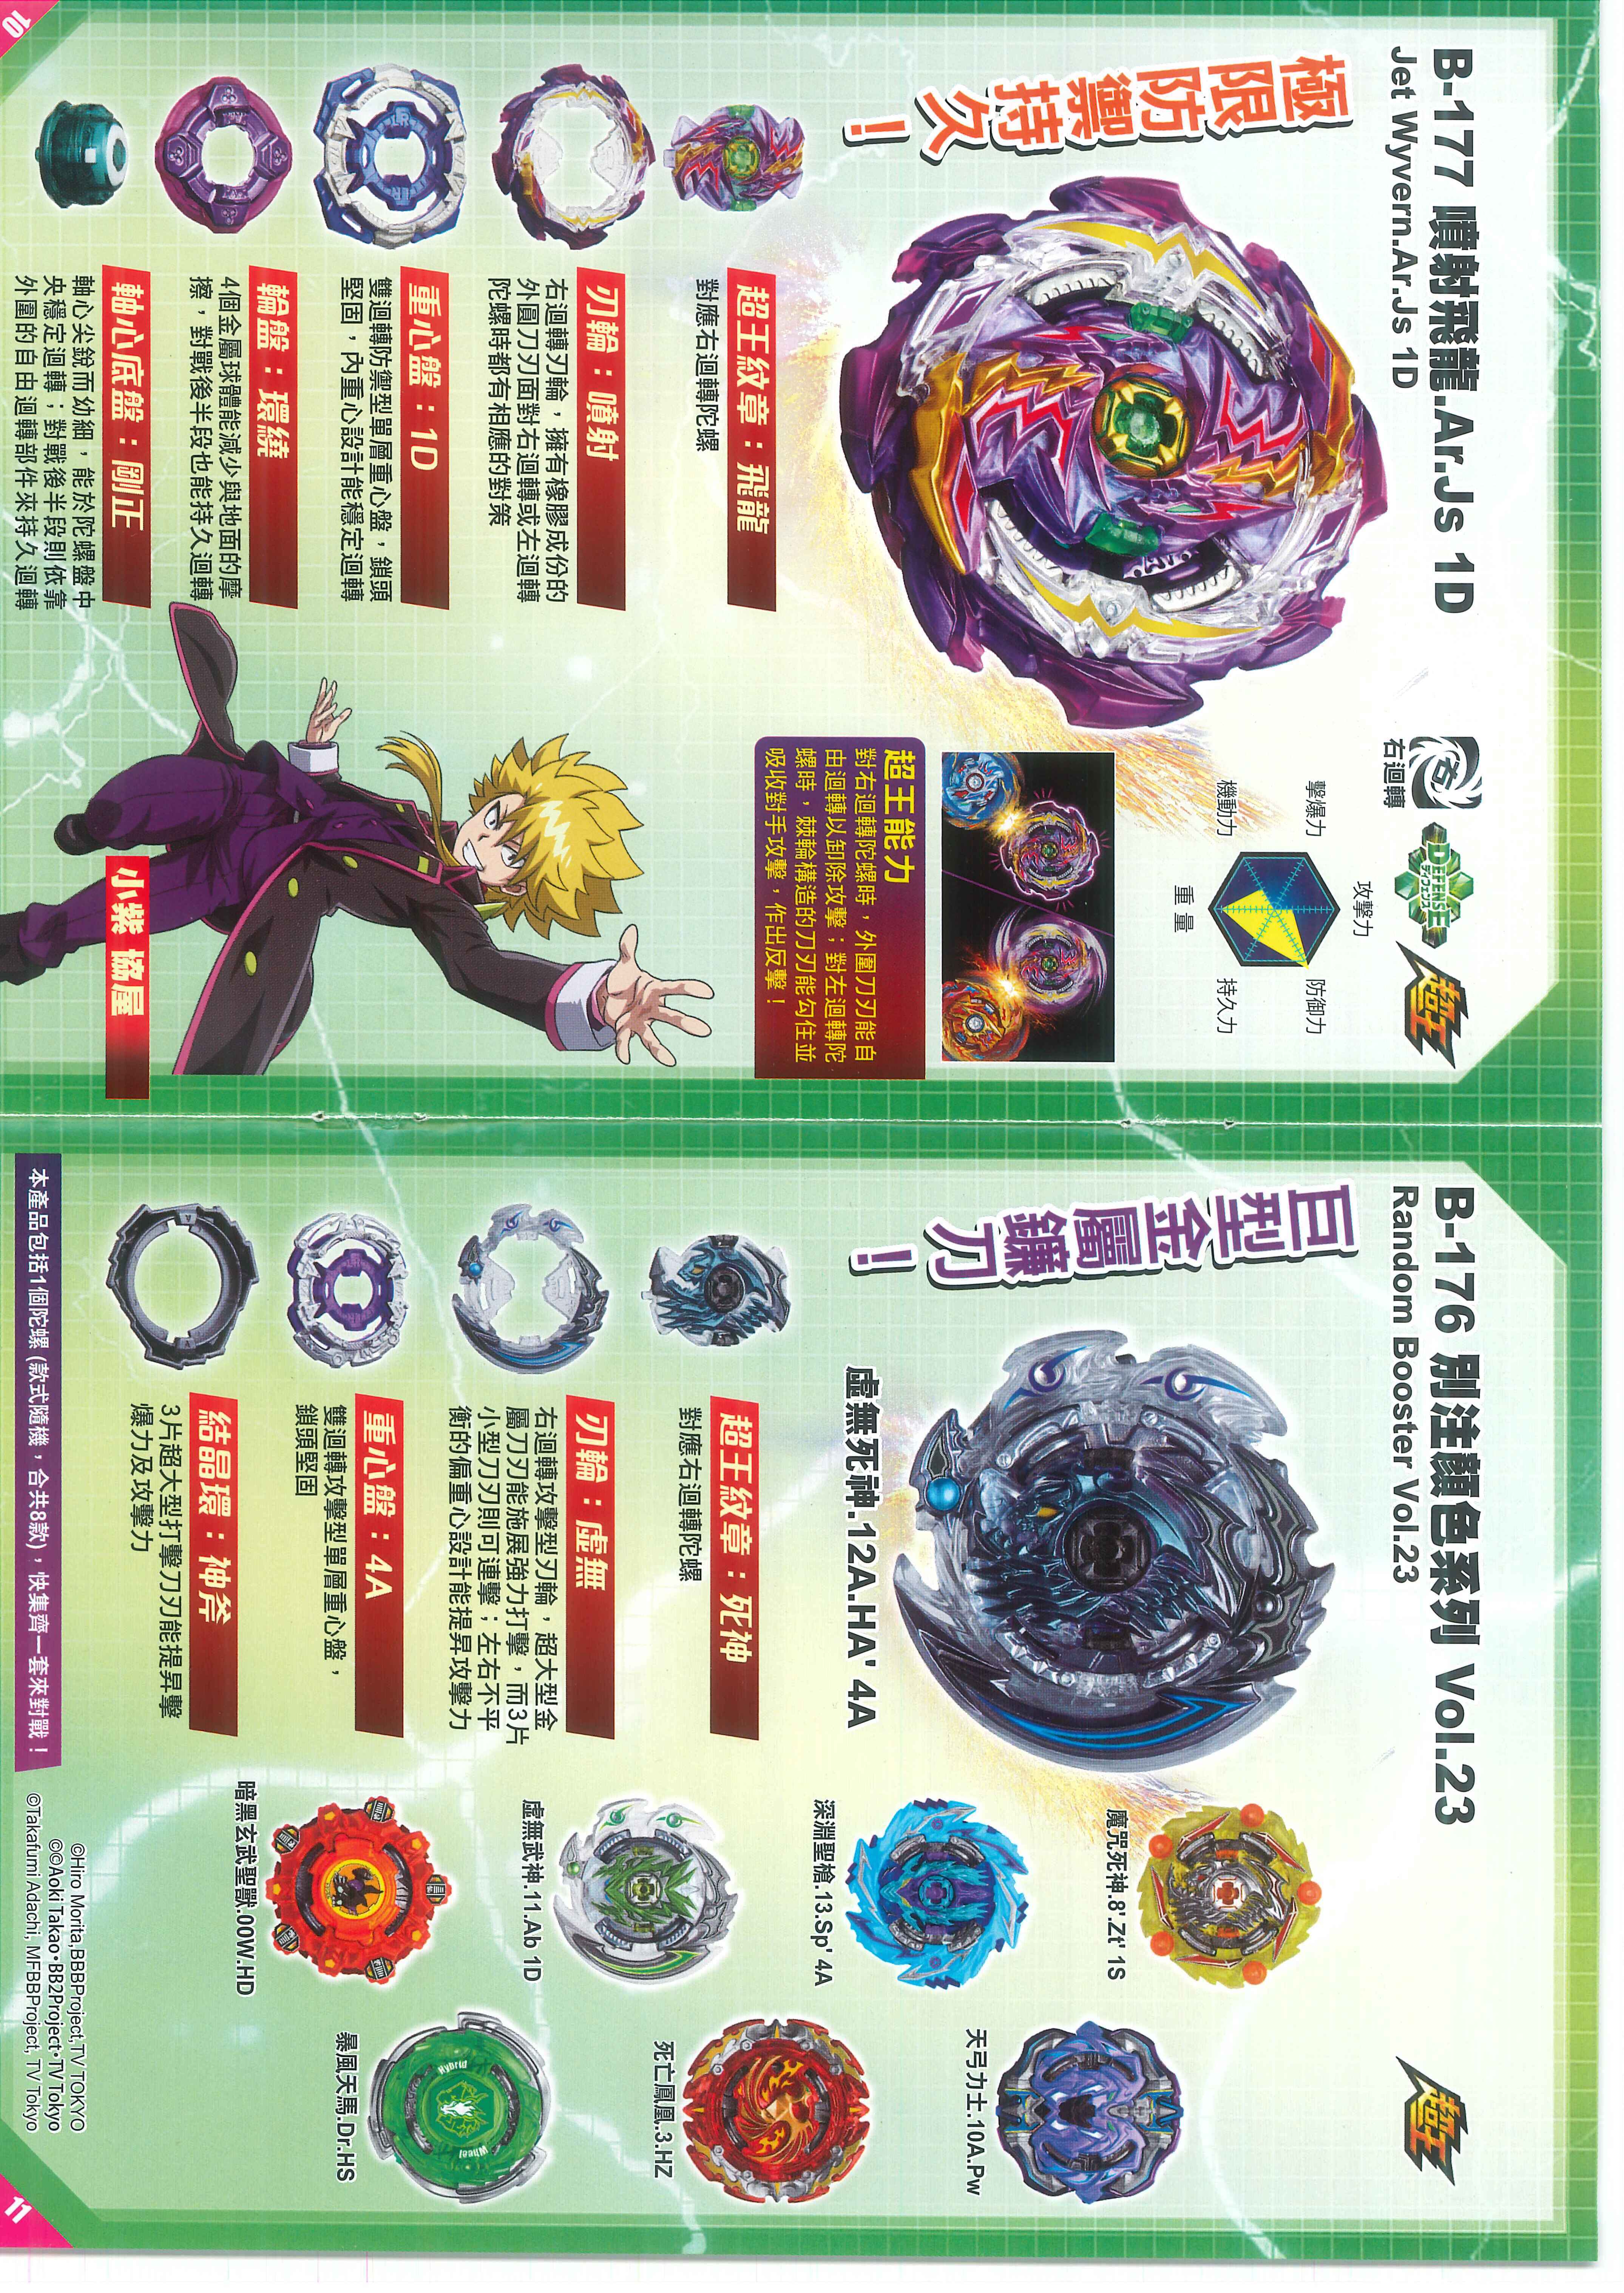 B-177 噴射飛龍.Ar.Js 1D
Jet Wyvern.Ar.Js 1D
右
右迴轉
DEFENSE
ディフェンス
超王
極限防禦持久！
攻擊力
擊爆力
防御力
機動力
持久力
重量
超王能力
對右迴轉陀螺時，外圍刀刃能自
由迴轉以卸除攻擊；對左迴轉陀
螺時，棘輪構造的刀刃能勾住並
吸收對手攻擊，作出反擊！
超王紋章：飛龍
對應右迴轉陀螺
刃輪：噴射
右迴轉刃輪，擁有橡膠成份的
外圓刀刃面對右迴轉或左迴轉
陀螺時都有相應的對策
重心盤：1D
雙迴轉防禦型單層重心盤，鎖頭
堅固，內重心設計能穩定迴轉
輪盤：環繞
4個金屬球體能減少與地面的摩
擦，對戰後半段也能持久迴轉
軸心底盤：剛正
軸心尖銳而幼細，能於陀螺盤中
央穩定迴轉；對戰後半段則依靠
外圍的自由迴轉部件來持久迴轉
小紫 協屋
10
B-176 別注顏色系列 Vol.23
Random Booster Vol.23
超王
巨型金屬鐮刀！
虛無死神.12A.HA' 4A
魔咒死神.8'.Zt' 1S
天弓力士.10A.Pw
深淵聖槍.13.Sp' 4A
死亡鳳凰.3.HZ
虛無武神.11.Ab 1D
暴風天馬.Dr.HS
暗黑玄武聖獸.00W.HD
超王紋章：死神
對應右迴轉陀螺
刃輪：虛無
右迴轉攻擊型刃輪，超大型金
屬刀刃能施展強力打擊，而3片
小型刀刃則可連擊；左右不平
衡的偏重心設計能提昇攻擊力
重心盤：4A
雙迴轉攻擊型單層重心盤，
鎖頭堅固
結晶環：神斧
3片超大型打擊刀刃能提昇擊
爆力及攻擊力
本產品包括1個陀螺 (款式隨機，合共8款)，快集齊一套來對戰！
©Hiro Morita,BBBProject,TV TOKYO
©©Aoki Takao•BB2Project•TV Tokyo
©Takafumi Adachi, MFBBProject, TV Tokyo
11